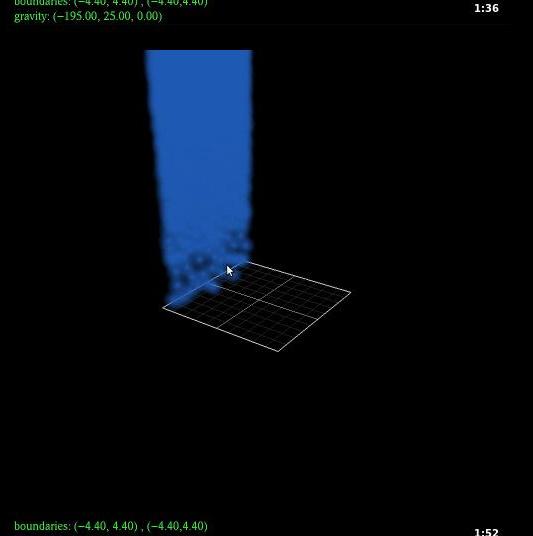 boundaries: (−4.40, 4.40) , (−4.40,4.40)
1:36
gravity: (−195.00, 25.00, 0.00)
boundaries: (−4.40, 4.40) , (−4.40,4.40)
1:52